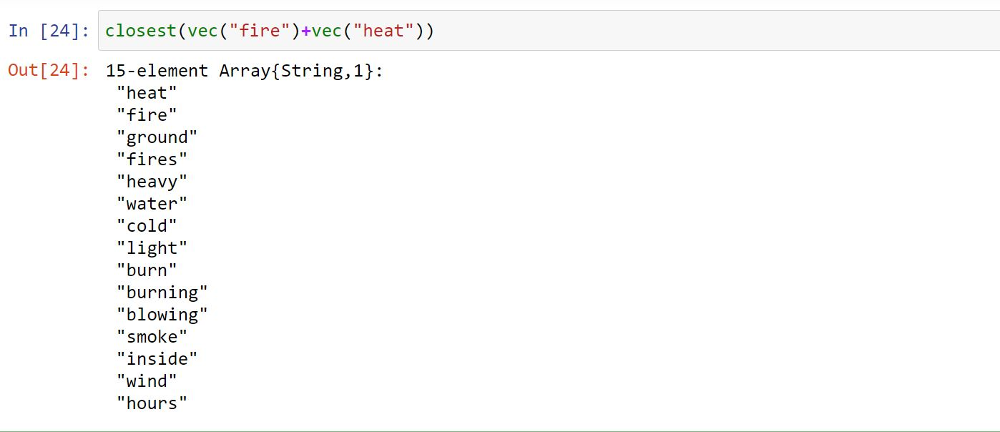 In [24]: closest(vec("fire")+vec("heat"))
Out[24]: 15-element Array{String,1}:
"heat"
"fire"
"ground"
"fires"
"heavy"
"water"
"cold"
"light"
"burn"
"burning"
"blowing"
"smoke"
"inside"
"wind"
"hours"